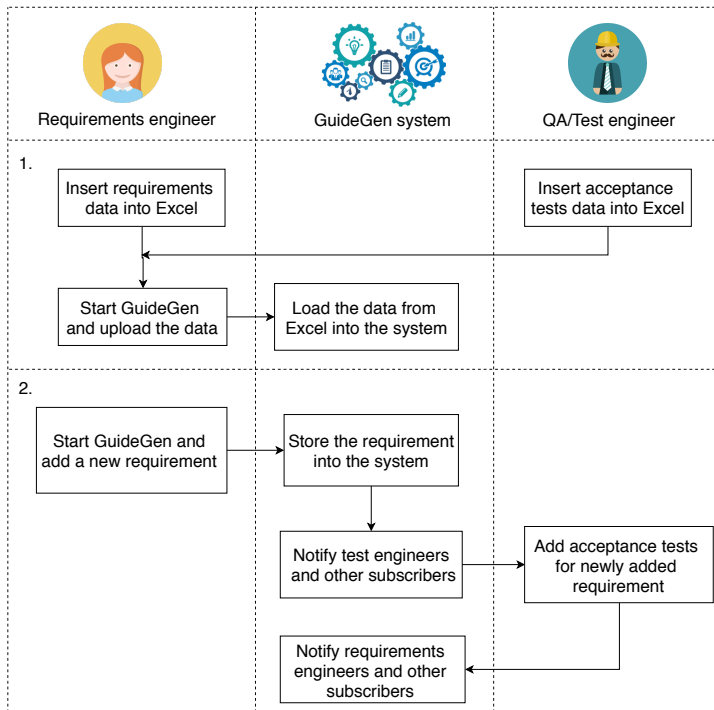 Requirements engineer
GuideGen system
QA/Test engineer
1.
Insert requirements
data into Excel
Insert acceptance
tests data into Excel
Start GuideGen
and upload the data
Load the data from
Excel into the system
2.
Start GuideGen and
add a new requirement
Store the requirement
into the system
Notify test engineers
and other subscribers
Add acceptance tests
for newly added
requirement
Notify requirements
engineers and other
subscribers